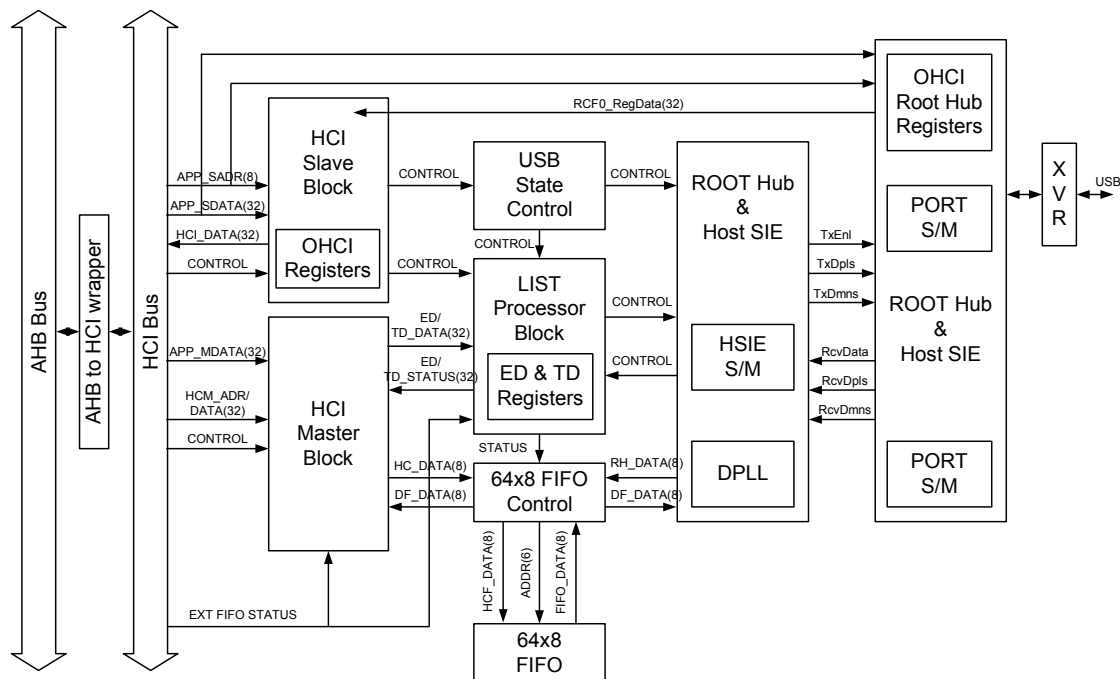 AHB Bus
AHB to HCI wrapper
HCI Bus
APP_SADR(8)
APP_SDATA(32)
HCI_DATA(32)
CONTROL
APP_MDATA(32)
HCM_ADR/
DATA(32)
CONTROL
EXT FIFO STATUS
HCI
Slave
Block
OHCI
Registers
HCI
Master
Block
RCF0_RegData(32)
CONTROL
CONTROL
ED/
TD_DATA(32)
ED/
TD_STATUS(32)
HC_DATA(8)
DF_DATA(8)
USB
State
Control
CONTROL
LIST
Processor
Block
ED & TD
Registers
STATUS
64x8 FIFO
Control
HCF_DATA(8)
ADDR(6)
FIFO_DATA(8)
64x8
FIFO
CONTROL
CONTROL
CONTROL
RH_DATA(8)
DF_DATA(8)
ROOT Hub
&
Host SIE
HSIE
S/M
DPLL
TxEnl
TxDpls
TxDmns
RcvData
RcvDpls
RcvDmns
OHCI
Root Hub
Registers
PORT
S/M
ROOT Hub
&
Host SIE
PORT
S/M
X
V
R
USB